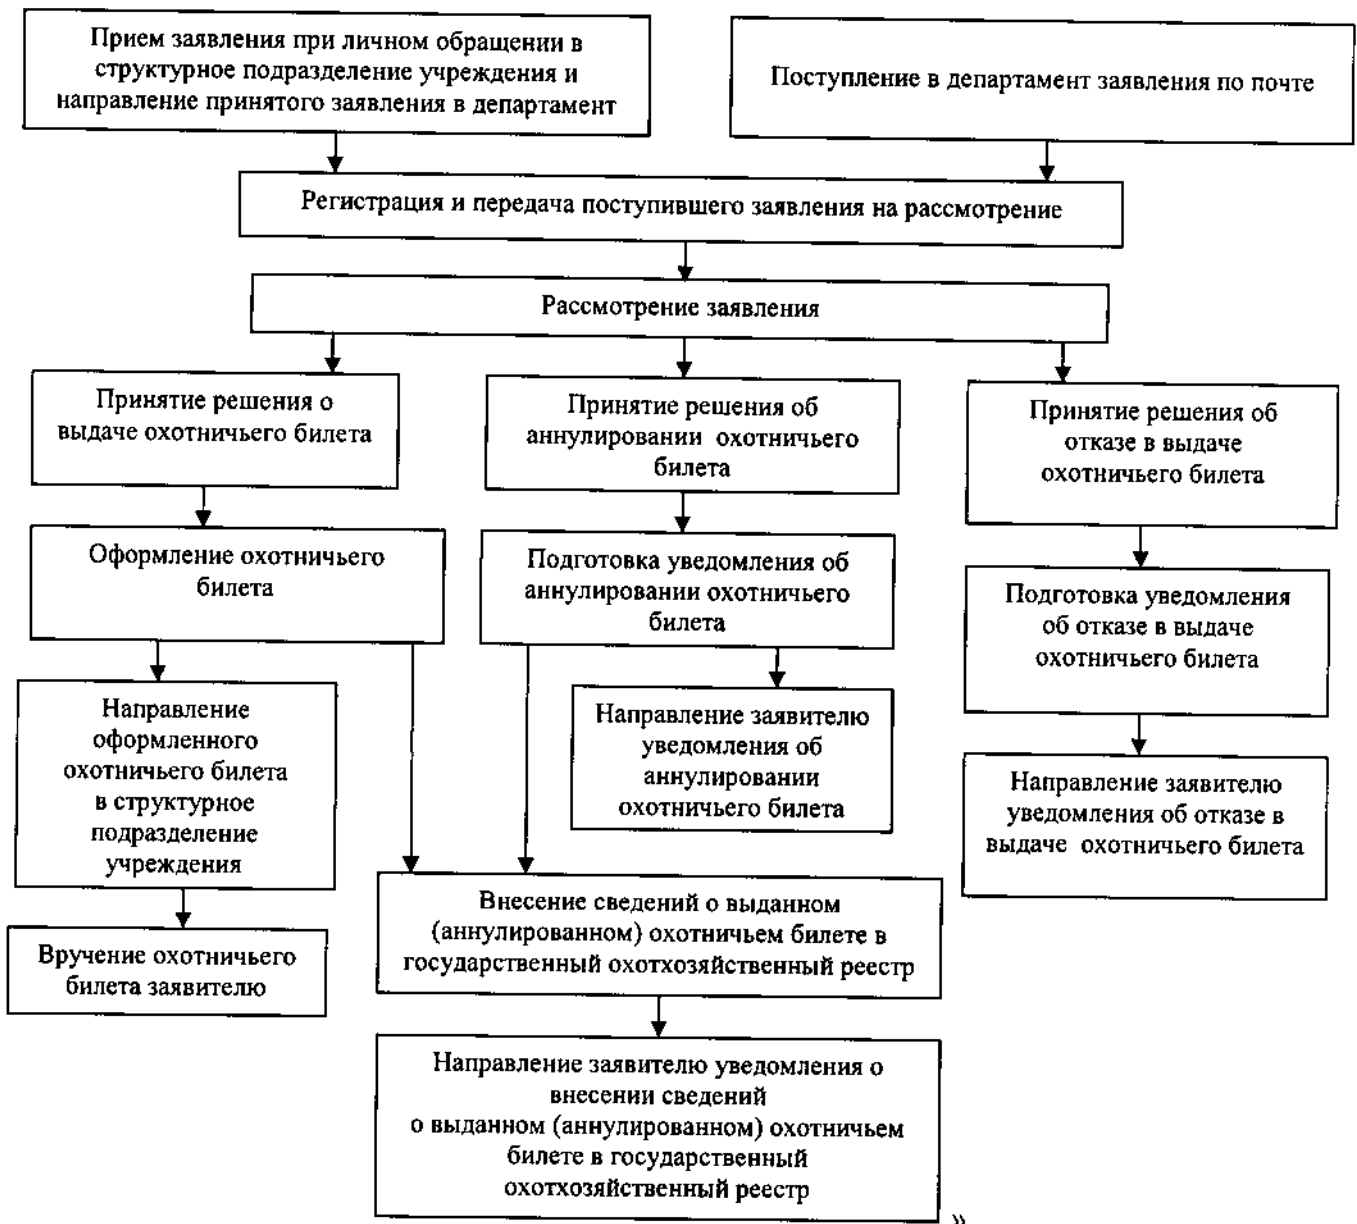 Прием заявления при личном обращении в
структурное подразделение учреждения и
направление принятого заявления в департамент
Поступление в департамент заявления по почте
Регистрация и передача поступившего заявления на рассмотрение
Рассмотрение заявления
Принятие решения о
выдаче охотничьего билета
Принятие решения об
аннулировании охотничьего
билета
Принятие решения об
отказе в выдаче
охотничьего билета
Оформление охотничьего
билета
Подготовка уведомления об
аннулировании охотничьего
билета
Подготовка уведомления
об отказе в выдаче
охотничьего билета
Направление
оформленного
охотничьего билета
в структурное
подразделение
учреждения
Направление заявителю
уведомления об
аннулировании
охотничьего билета
Направление заявителю
уведомления об отказе в
выдаче охотничьего билета
Вручение охотничьего
билета заявителю
Внесение сведений о выданном
(аннулированном) охотничьем билете в
государственный охотхозяйственный реестр
Направление заявителю уведомления о
внесении сведений
о выданном (аннулированном) охотничьем
билете в государственный
охотхозяйственный реестр
»